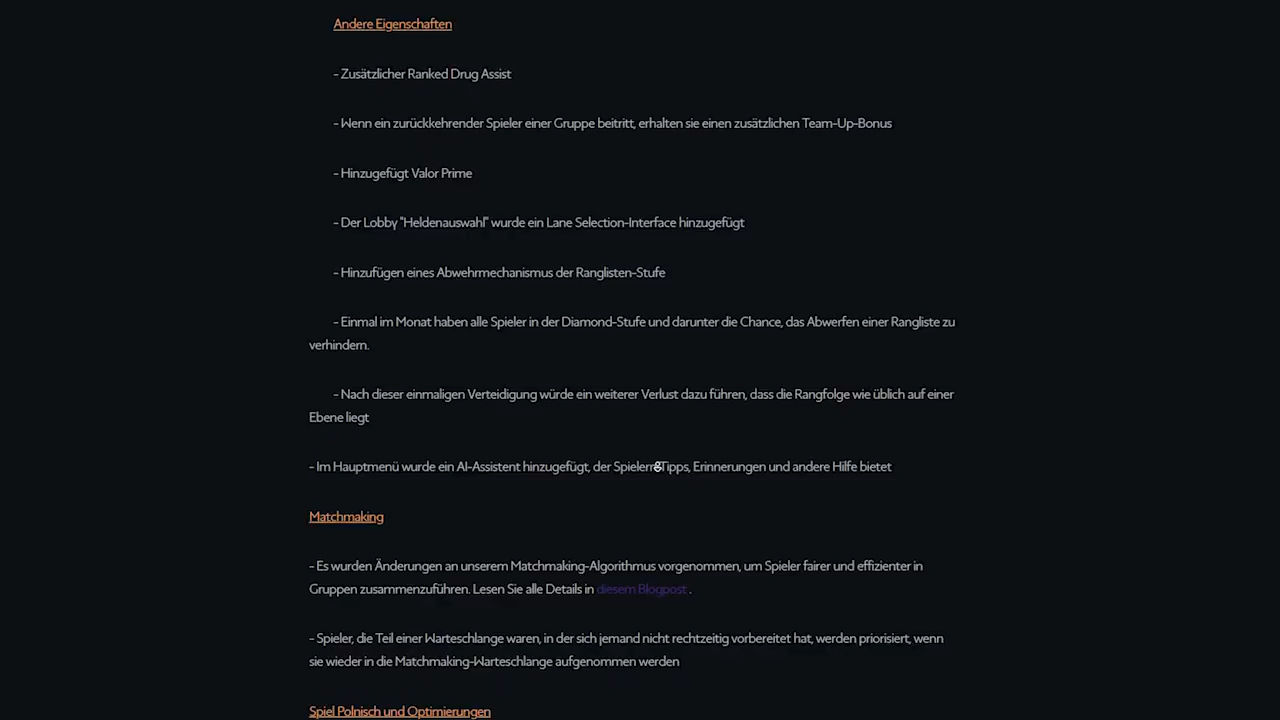 Andere Eigenschaften
- Zusätzlicher Ranked Drug Assist
- Wenn ein zurückkehrender Spieler einer Gruppe beitritt, erhalten sie einen zusätzlichen Team-Up-Bonus
- Hinzugefügt Valor Prime
- Der Lobby "Heldenauswahl" wurde ein Lane Selection-Interface hinzugefügt
- Hinzufügen eines Abwehrmechanismus der Ranglisten-Stufe
- Einmal im Monat haben alle Spieler in der Diamond-Stufe und darunter die Chance, das Abwerfen einer Rangliste zu
verhindern.
- Nach dieser einmaligen Verteidigung würde ein weiterer Verlust dazu führen, dass die Rangfolge wie üblich auf einer
Ebene liegt
- Im Hauptmenü wurde ein AI-Assistent hinzugefügt, der Spielern Tipps, Erinnerungen und andere Hilfe bietet
Matchmaking
- Es wurden Änderungen an unserem Matchmaking-Algorithmus vorgenommen, um Spieler fairer und effizienter in
Gruppen zusammenzuführen. Lesen Sie alle Details in diesem Blogpost .
- Spieler, die Teil einer Warteschlange waren, in der sich jemand nicht rechtzeitig vorbereitet hat, werden priorisiert, wenn
sie wieder in die Matchmaking-Warteschlange aufgenommen werden
Spiel Polnisch und Optimierungen